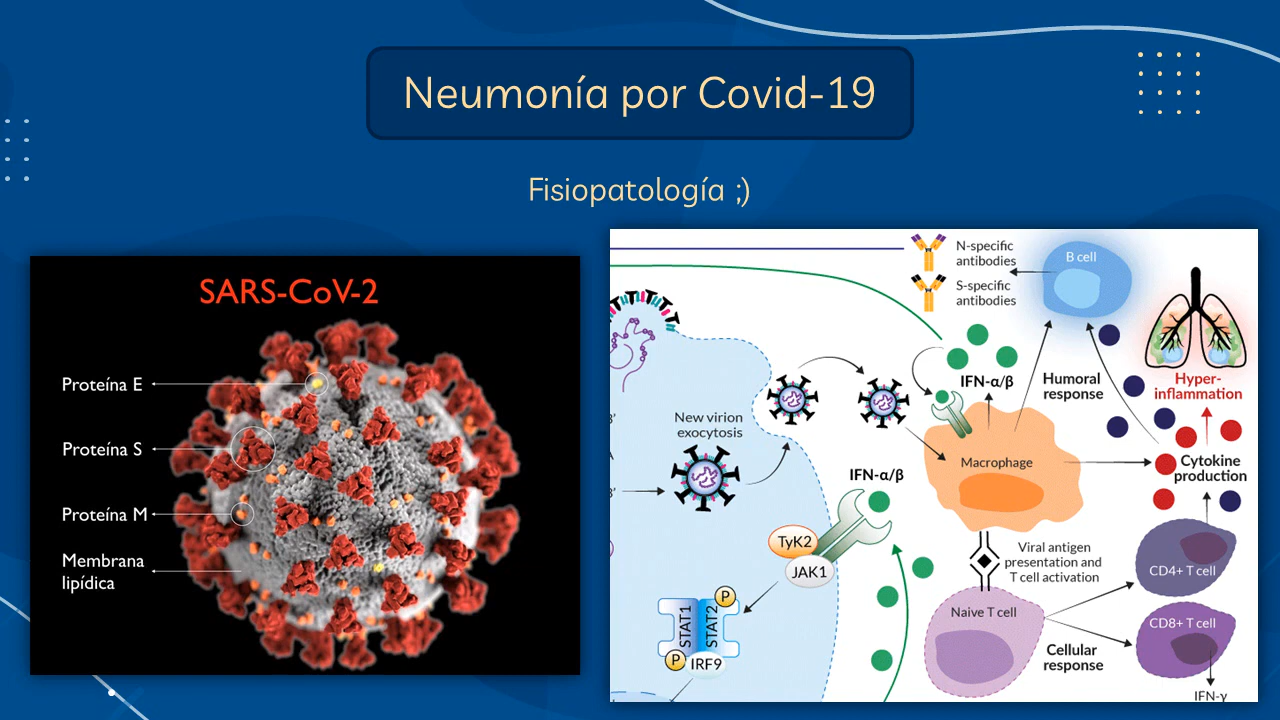 Neumonía por Covid-19
Fisiopatología ;)
SARS-CoV-2
Proteína E
Proteína S
Proteína M
Membrana
lipídica
N-specific
antibodies
S-specific
antibodies
B cell
IFN-α/β
Humoral
response
Hyper-
inflammation
New virion
exocytosis
Macrophage
Cytokine
production
IFN-α/β
TyK2
JAK1
Viral antigen
presentation and
T cell activation
CD4+ T cell
P
STAT1
STAT2
P
IRF9
Naive T cell
CD8+ T cell
Cellular
response
IFN-γ